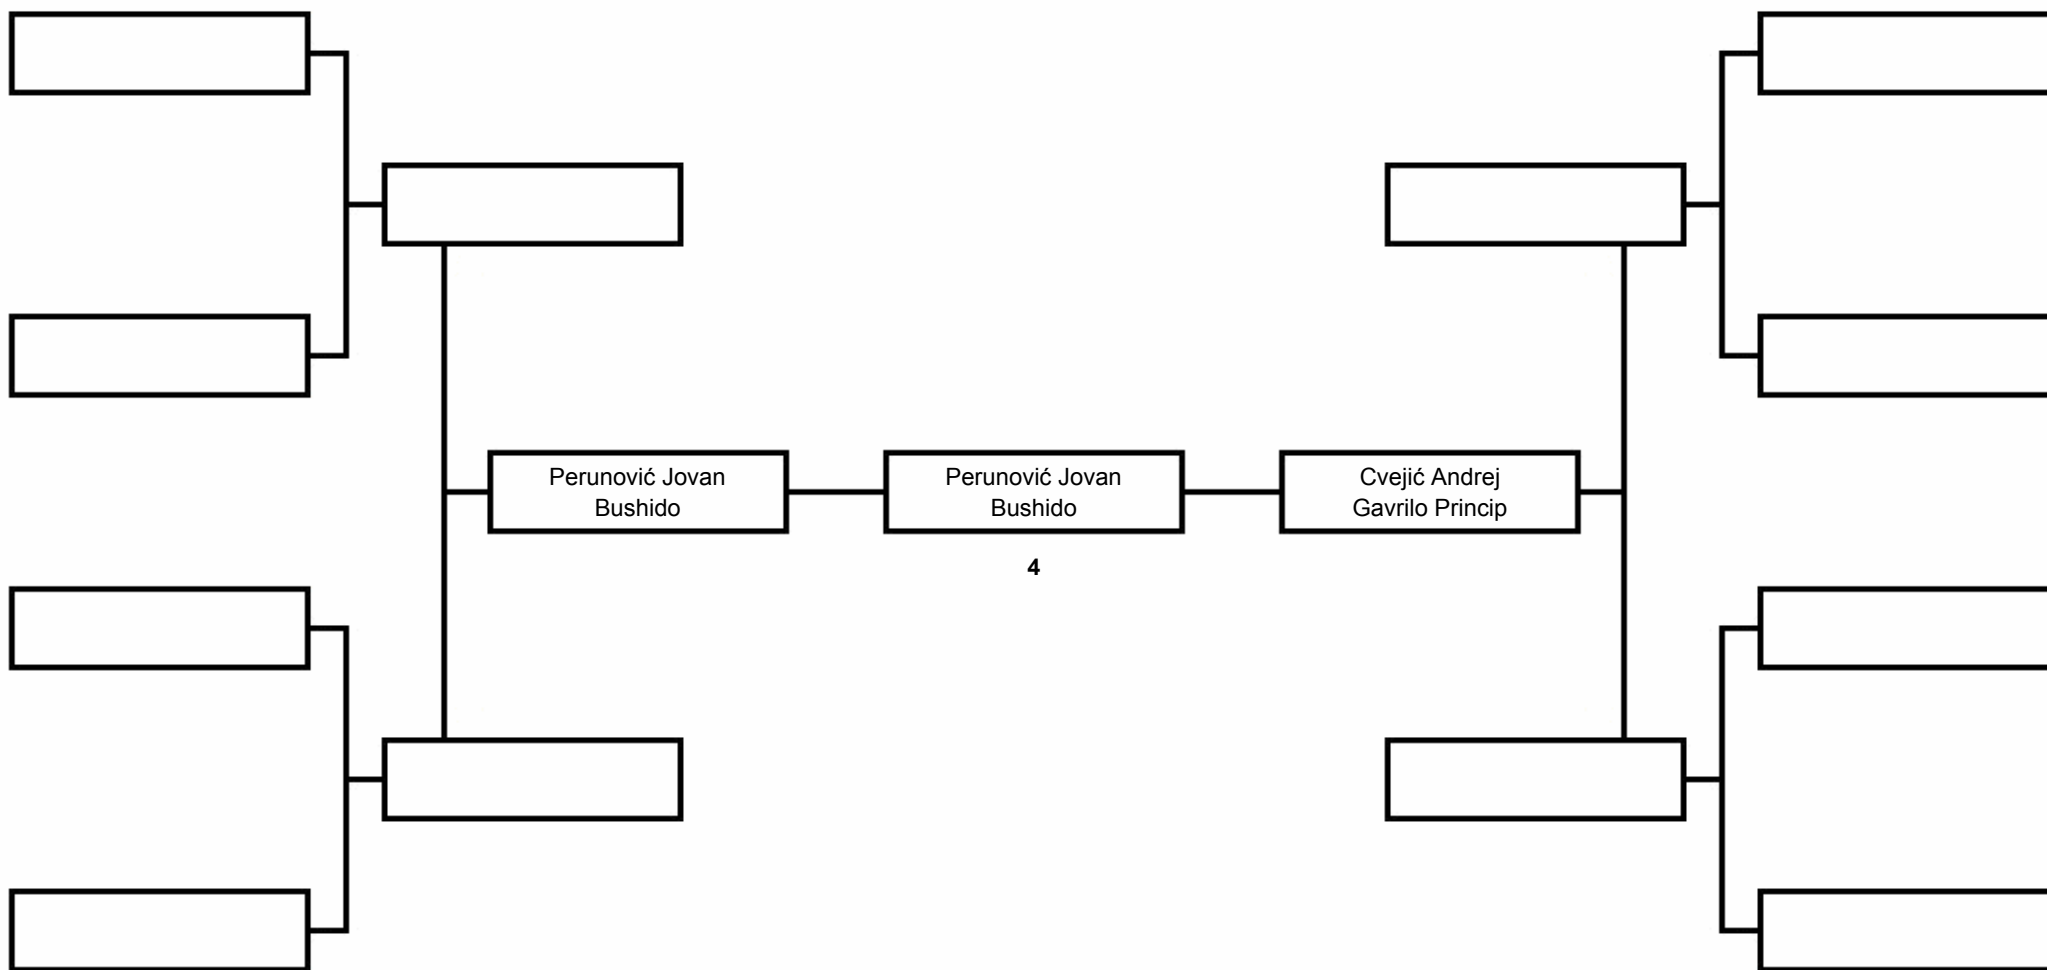 Perunović Jovan
Bushido
Perunović Jovan
Bushido
Cvejić Andrej
Gavrilo Princip
4